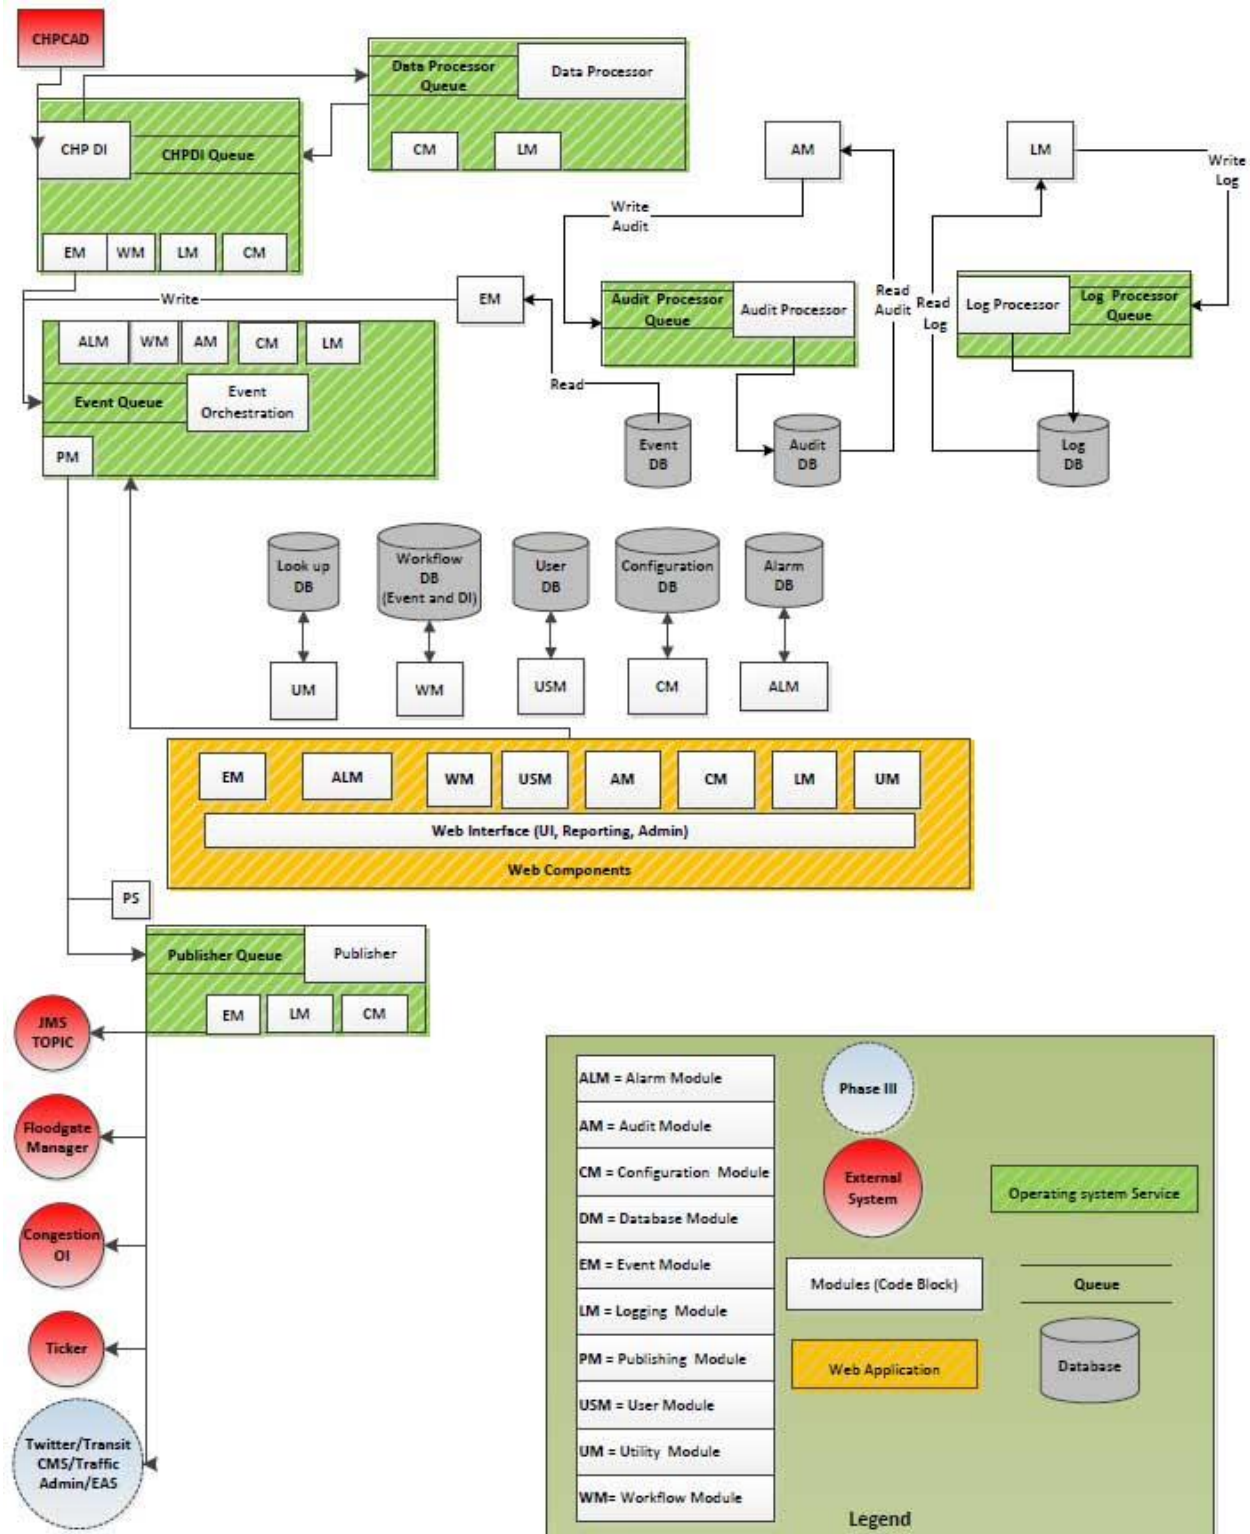 CHPCAD
Data Processor
Queue
Data Processor
CM
LM
CHP DI
CHPDI Queue
EM
WM
LM
CM
AM
LM
Write
Log
Write
Audit
Write
EM
Audit Processor
Queue
Audit Processor
Read
Audit
Read
Log
Log Processor
Log Processor
Queue
ALM
WM
AM
CM
LM
Event Queue
Event
Orchestration
PM
Read
Event
DB
Audit
DB
Log
DB
Look up
DB
Workflow
DB
(Event and DI)
User
DB
Configuration
DB
Alarm
DB
UM
WM
USM
CM
ALM
EM
ALM
WM
USM
AM
CM
LM
UM
Web Interface (UI, Reporting, Admin)
Web Components
PS
Publisher Queue
Publisher
EM
LM
CM
JMS
TOPIC
Floodgate
Manager
Congestion
OI
Ticker
Twitter/Transit
CMS/Traffic
Admin/EAS
ALM = Alarm Module
AM = Audit Module
CM = Configuration Module
DM = Database Module
EM = Event Module
LM = Logging Module
PM = Publishing Module
USM = User Module
UM = Utility Module
WM= Workflow Module
Phase III
External
System
Operating system Service
Modules (Code Block)
Queue
Web Application
Database
Legend